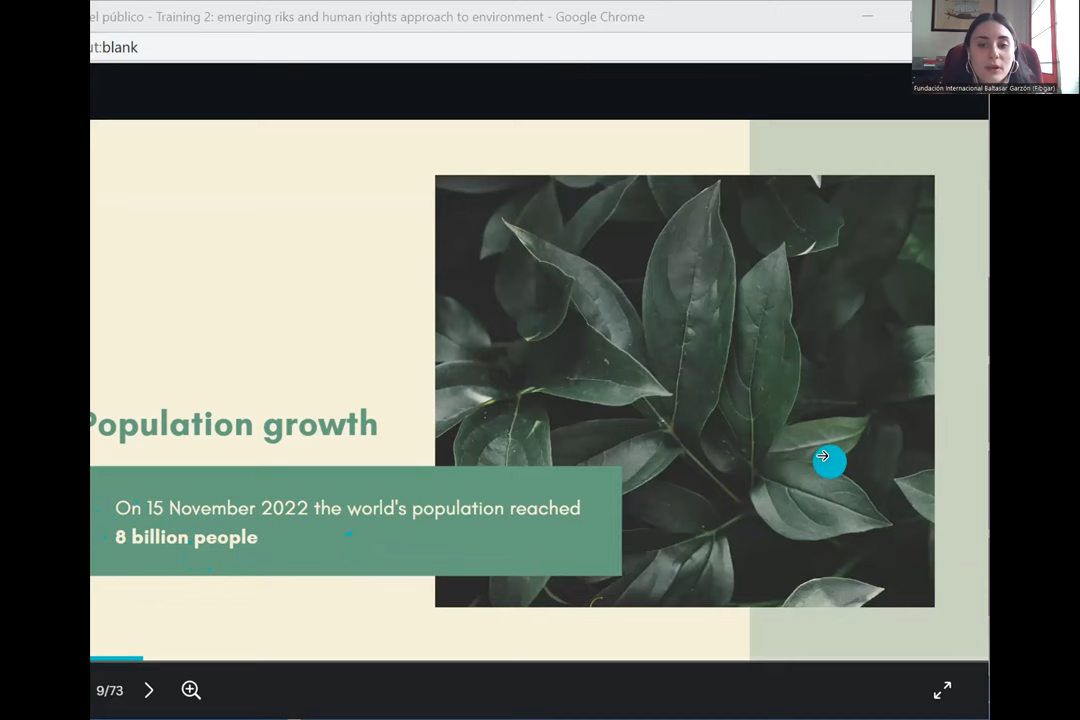 el público - Training 2: emerging riks and human rights approach to environment - Google Chrome
ut:blank
Fundación Internacional Baltasar Garzón (Fibgar)
Population growth
On 15 November 2022 the world's population reached
8 billion people
9/73